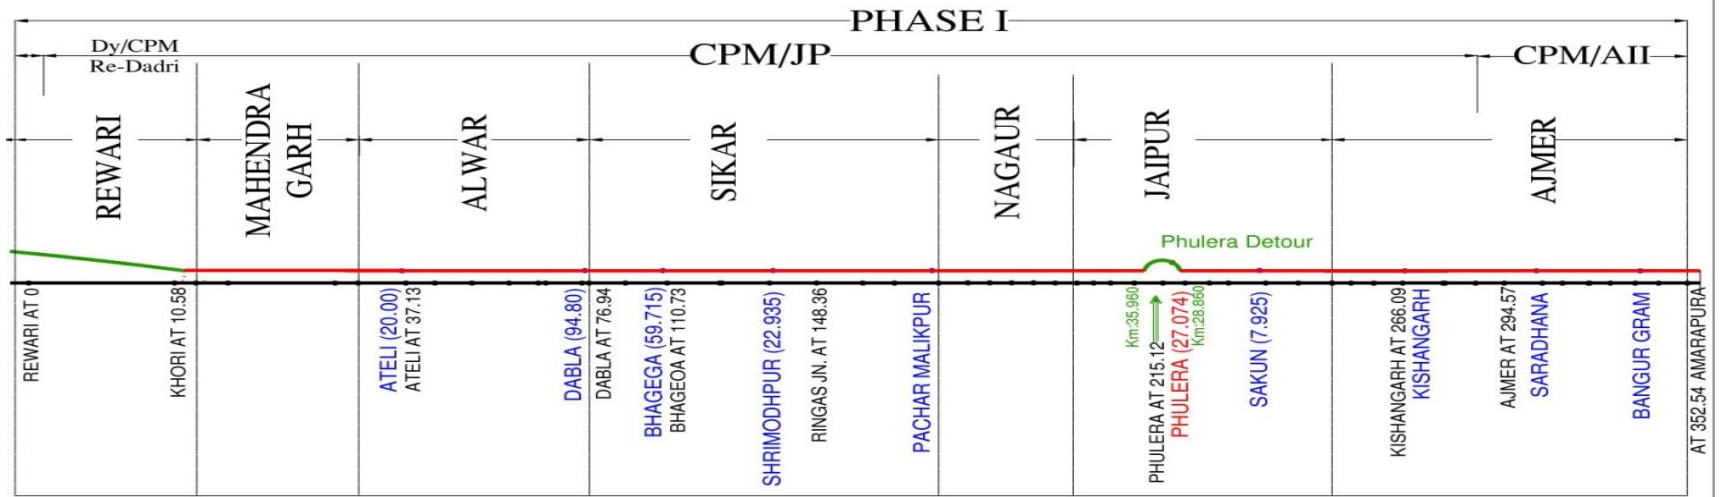 PHASE I
Dy/CPM
Re-Dadri
CPM/JP
CPM/AII
REWARI
MAHENDRA
GARH
ALWAR
SIKAR
NAGAUR
JAIPUR
AJMER
Phulera Detour
REWARI AT 0
KHORI AT 10.58
ATELI (20.00)
ATELI AT 37.13
DABLA (94.80)
DABLA AT 76.94
BHAGEGA (59.715)
BHAGEOA AT 110.73
SHRIMODHPUR (22.935)
RINGAS JN. AT 148.36
PACHAR MALIKPUR
Km:35.960
PHULERA AT 215.12
PHULERA (27.074)
Km:28.860
SAKUN (7.925)
KISHANGARH AT 266.09
KISHANGARH
AJMER AT 294.57
SARADHANA
BANGUR GRAM
AT 352.54 AMARAPURA